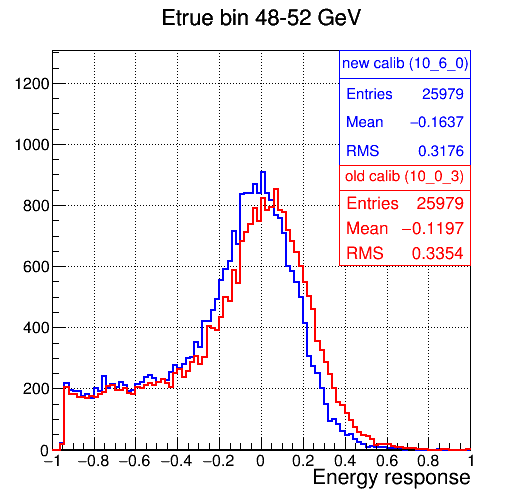 Etrue bin 48-52 GeV
new calib (10_6_0)
Entries 25979
Mean −0.1637
RMS 0.3176
old calib (10_0_3)
Entries 25979
Mean −0.1197
RMS 0.3354
1200
1000
800
600
400
200
0
−1 −0.8 −0.6 −0.4 −0.2 0 0.2 0.4 0.6 0.8 1
Energy response